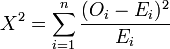 X^2 = \sum_{i=1}^{n} \frac{(O_i - E_i)^2}{E_i}